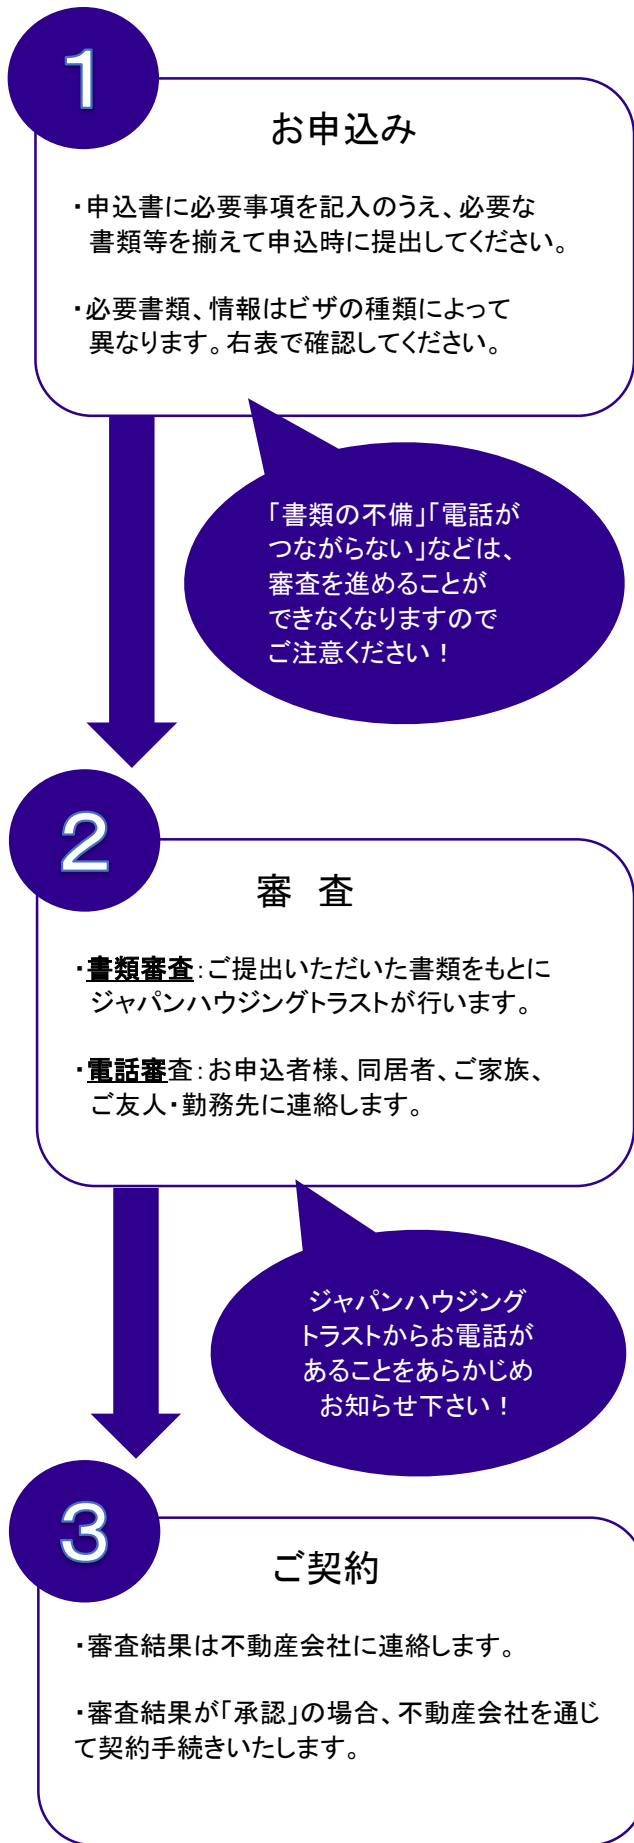 1
お申込み
・申込書に必要事項を記入のうえ、必要な
書類等を揃えて申込時に提出してください。
・必要書類、情報はビザの種類によって
異なります。右表で確認してください。
「書類の不備」「電話が
つながらない」などは、
審査を進めることが
できなくなりますので
ご注意ください！
2
審 査
・書類審査：ご提出いただいた書類をもとに
ジャパンハウジングトラストが行います。
・電話審査：お申込者様、同居者、ご家族、
ご友人・勤務先に連絡します。
ジャパンハウジング
トラストからお電話が
あることをあらかじめ
お知らせ下さい！
3
ご契約
・審査結果は不動産会社に連絡します。
・審査結果が「承認」の場合、不動産会社を通じ
て契約手続きいたします。